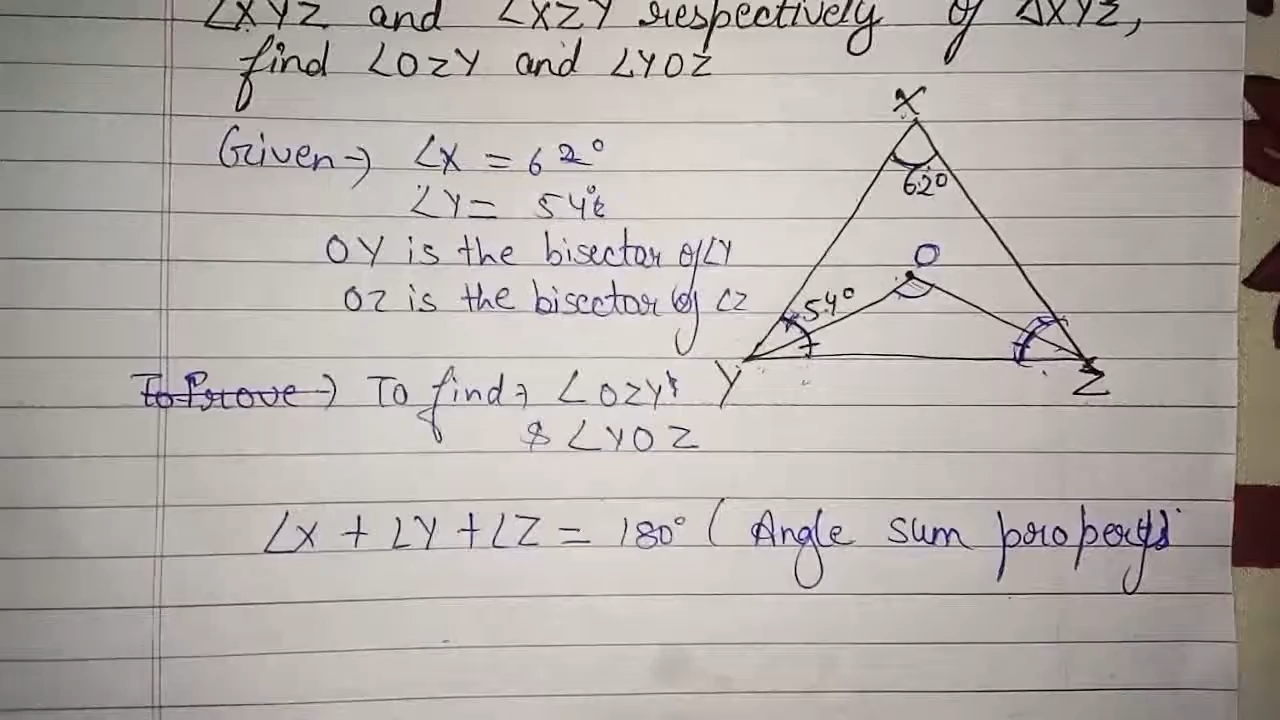 ∠XYZ and ∠XZY respectively of ΔXYZ,
find ∠OZY and ∠YOZ
Given→ ∠X = 62°
∠Y = 54°
OY is the bisector of ∠Y
OZ is the bisector of ∠Z
To Prove → To find → ∠OZY
& ∠YOZ
∠X + ∠Y + ∠Z = 180° (Angle sum
X
62°
O
54°
Y
Z